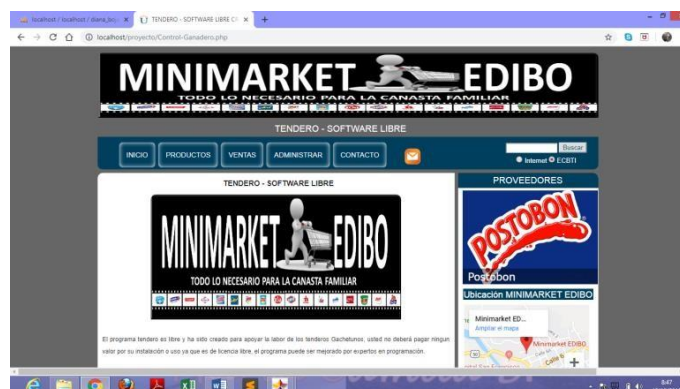 localhost / localhost / diana_boj
TENDERO - SOFTWARE LIBRE
localhost/proyecto/Control-Ganadero.php
MINIMARKET EDIBO
TODO LO NECESARIO PARA LA CANASTA FAMILIAR
TENDERO - SOFTWARE LIBRE
INICIO
PRODUCTOS
VENTAS
ADMINISTRAR
CONTACTO
Buscar
Internet ECBTI
TENDERO - SOFTWARE LIBRE
MINIMARKET EDIBO
TODO LO NECESARIO PARA LA CANASTA FAMILIAR
El programa tendero es libre y ha sido creado para apoyar la labor de los tenderos Gachetunos, usted no deberá pagar ningun
valor por su instalación o uso ya que es de licencia libre, el programa puede ser mejorado por expertos en programación.
PROVEEDORES
POSTOBON
Postobon
Ubicación MINIMARKET EDIBO
Minimarket ED...
Ampliar el mapa
Minimarket EDIBO
8:47